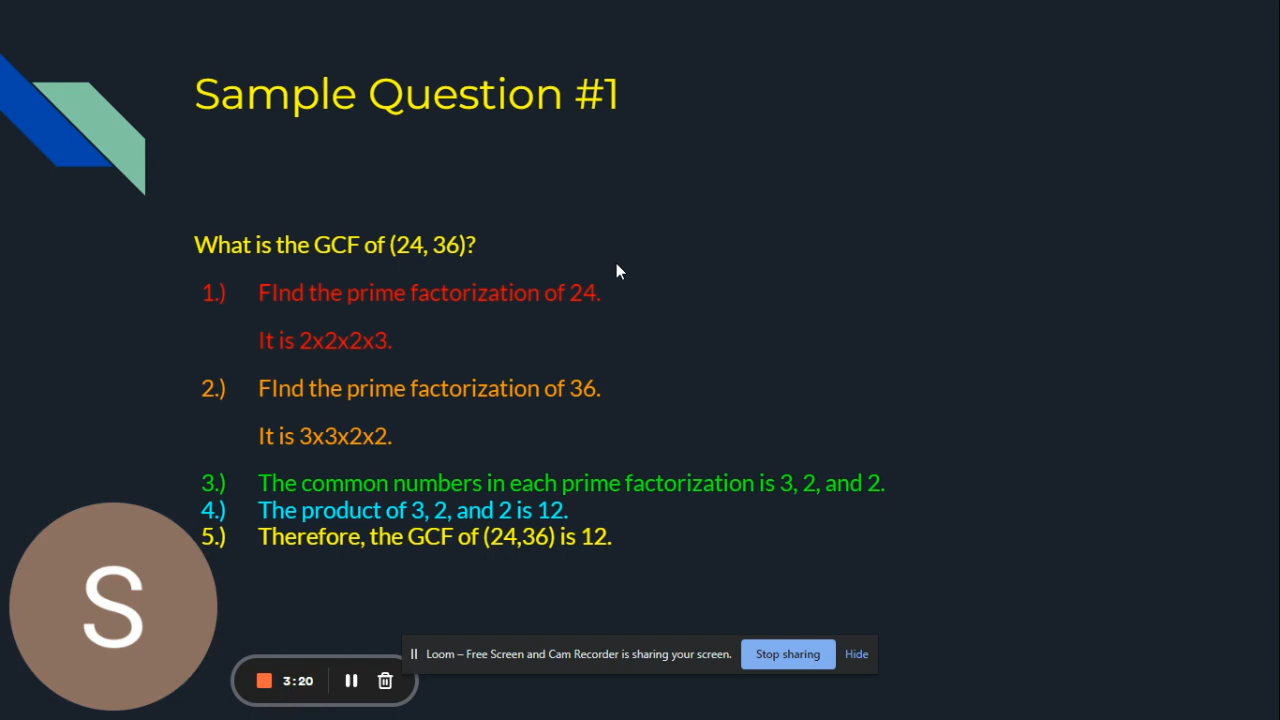 Sample Question #1
What is the GCF of (24, 36)?
1.) FInd the prime factorization of 24.
It is 2x2x2x3.
2.) FInd the prime factorization of 36.
It is 3x3x2x2.
3.) The common numbers in each prime factorization is 3, 2, and 2.
4.) The product of 3, 2, and 2 is 12.
5.) Therefore, the GCF of (24,36) is 12.
S
Loom – Free Screen and Cam Recorder is sharing your screen. Stop sharing Hide
3:20